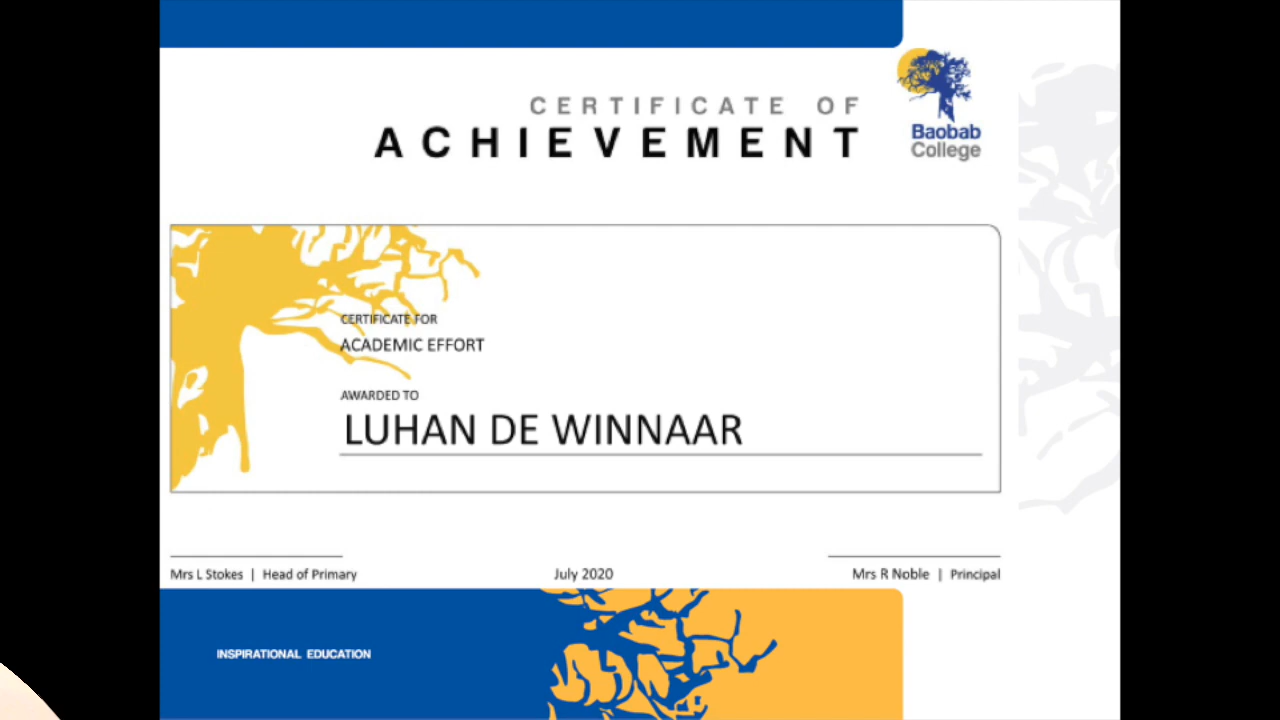 CERTIFICATE OF
ACHIEVEMENT
Baobab
College
CERTIFICATE FOR
ACADEMIC EFFORT
AWARDED TO
LUHAN DE WINNAAR
Mrs L Stokes | Head of Primary
July 2020
Mrs R Noble | Principal
INSPIRATIONAL EDUCATION